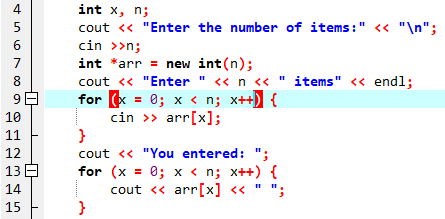 4 int x, n;
5 cout << "Enter the number of items:" << "\n";
6 cin >>n;
7 int *arr = new int(n);
8 cout << "Enter " << n << " items" << endl;
9 for (x = 0; x < n; x++) {
10 cin >> arr[x];
11 }
12 cout << "You entered: ";
13 for (x = 0; x < n; x++) {
14 cout << arr[x] << " ";
15 }